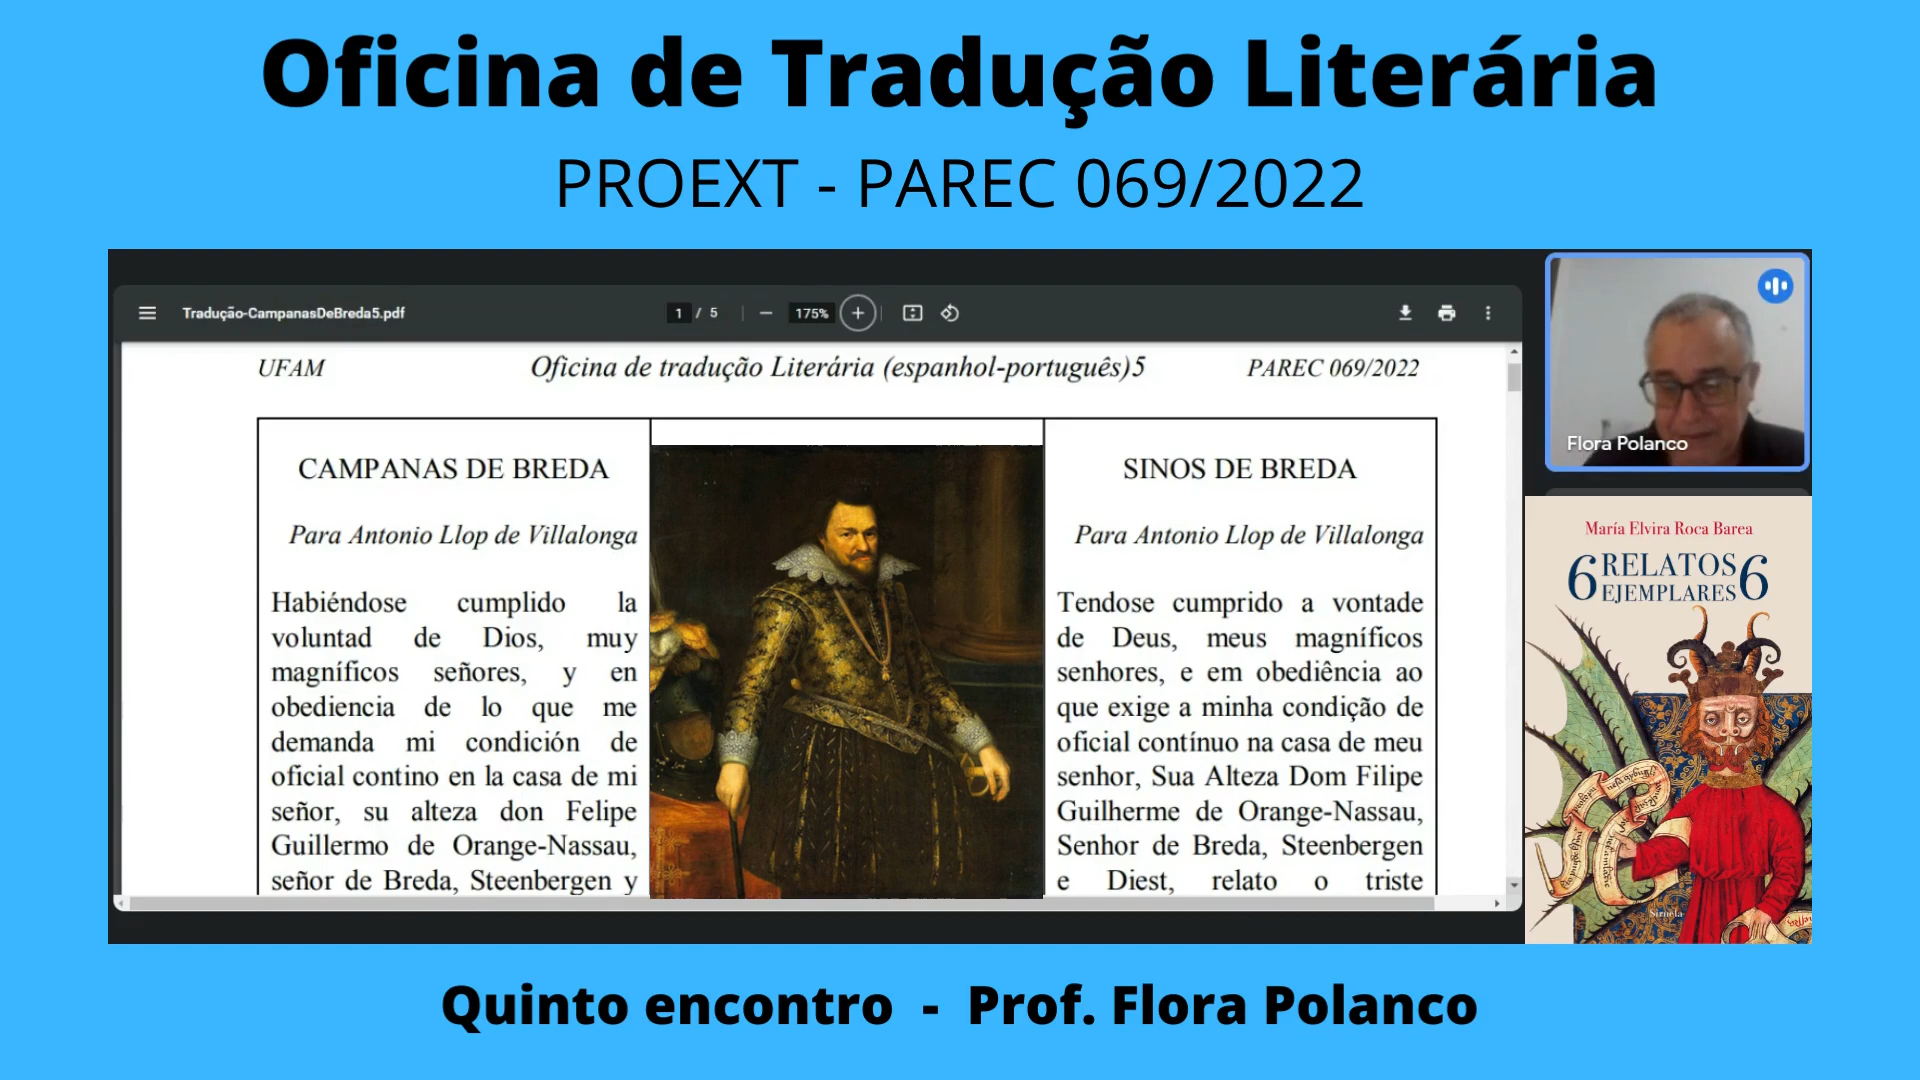 Oficina de Tradução Literária
PROEXT - PAREC 069/2022
Tradução-CampanasDeBreda5.pdf
1 / 5
175%
UFAM
Oficina de tradução Literária (espanhol-português)5
PAREC 069/2022
CAMPANAS DE BREDA
Para Antonio Llop de Villalonga
Habiéndose cumplido la
voluntad de Dios, muy
magníficos señores, y en
obediencia de lo que me
demanda mi condición de
oficial contino en la casa de mi
señor, su alteza don Felipe
Guillermo de Orange-Nassau,
señor de Breda, Steenbergen y
SINOS DE BREDA
Para Antonio Llop de Villalonga
Tendose cumprido a vontade
de Deus, meus magníficos
senhores, e em obediência ao
que exige a minha condição de
oficial contínuo na casa de meu
senhor, Sua Alteza Dom Filipe
Guilherme de Orange-Nassau,
Senhor de Breda, Steenbergen
e Diest, relato o triste
Flora Polanco
María Elvira Roca Barea
6 RELATOS 6
EJEMPLARES
Siruela
Quinto encontro - Prof. Flora Polanco